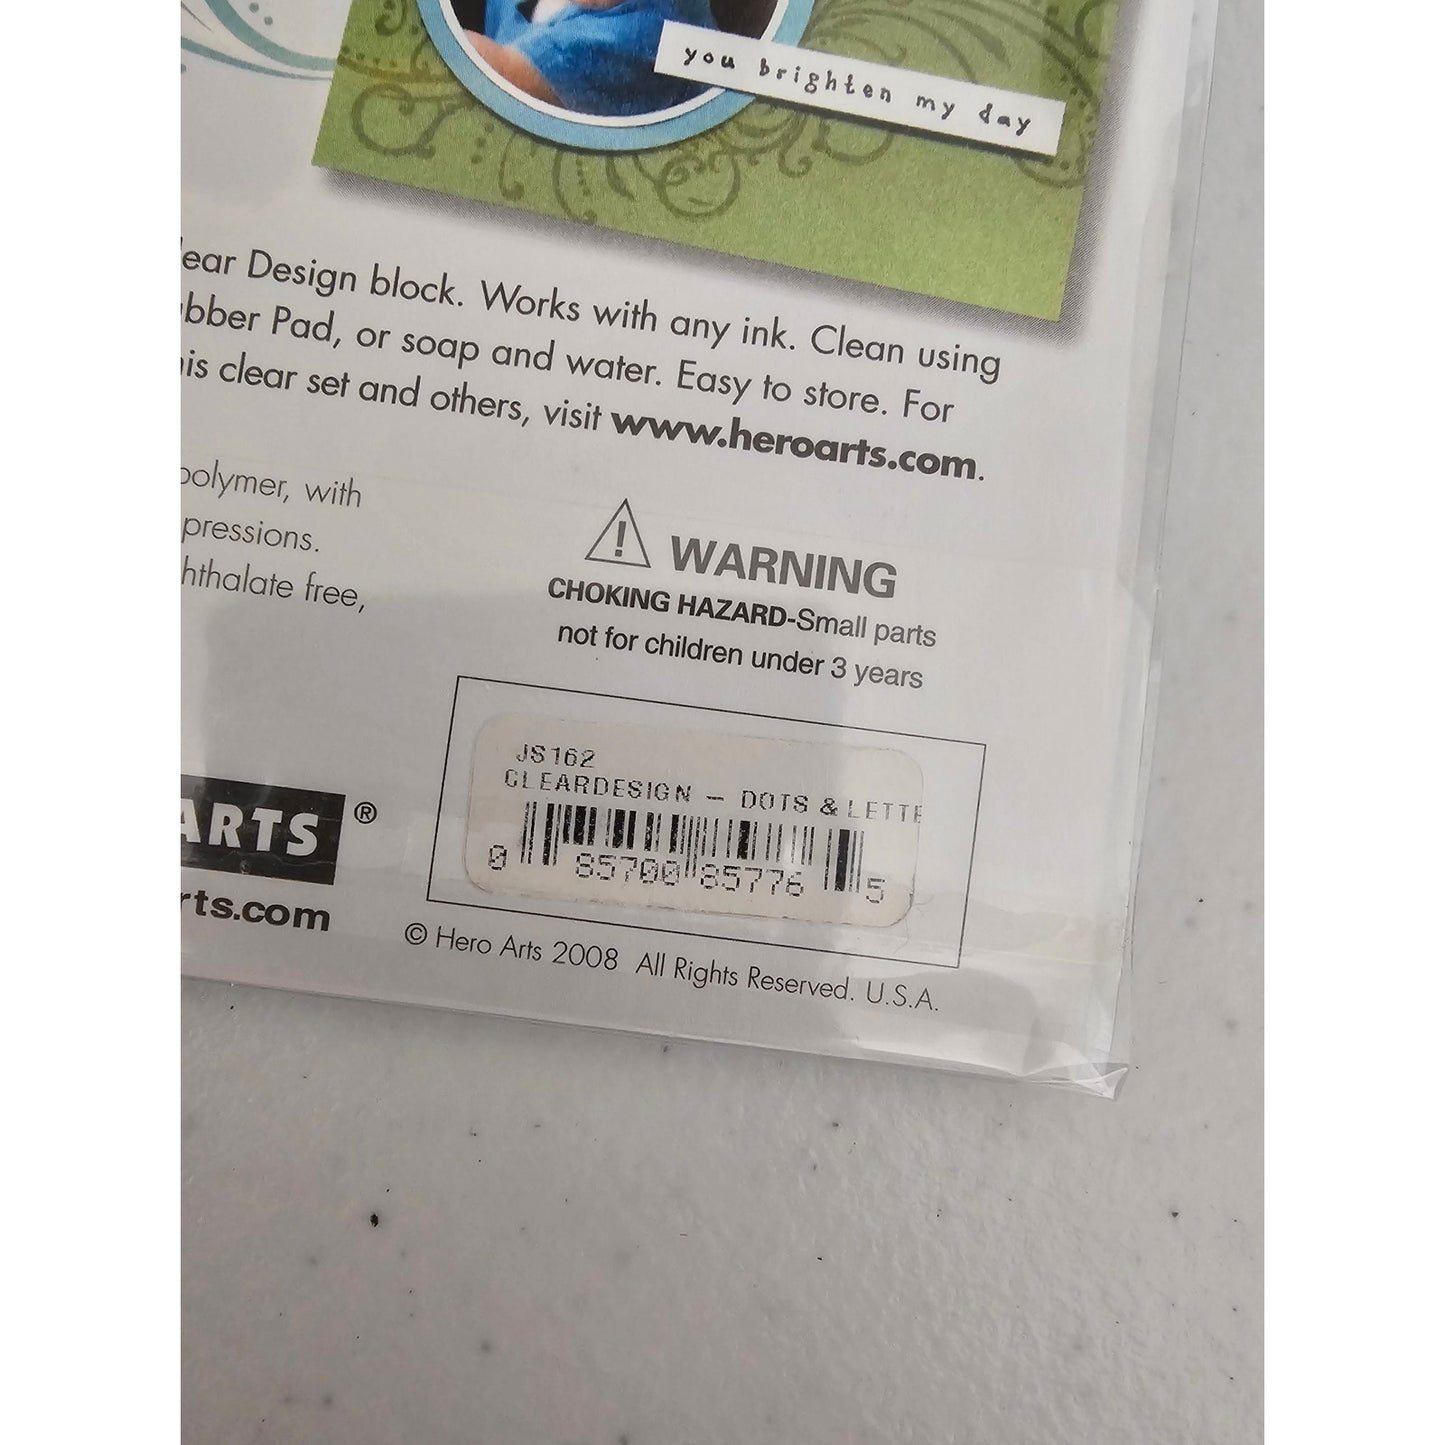 you brighten my day
lear Design block. Works with any ink. Clean using
bber Pad, or soap and water. Easy to store. For
is clear set and others, visit www.heroarts.com.
polymer, with
pressions.
hthalate free,
WARNING
CHOKING HAZARD-Small parts
not for children under 3 years
JS162
CLEARDESIGN – DOTS & LETTE
0 85700 85776 5
ARTS®
rts.com
© Hero Arts 2008 All Rights Reserved. U.S.A.